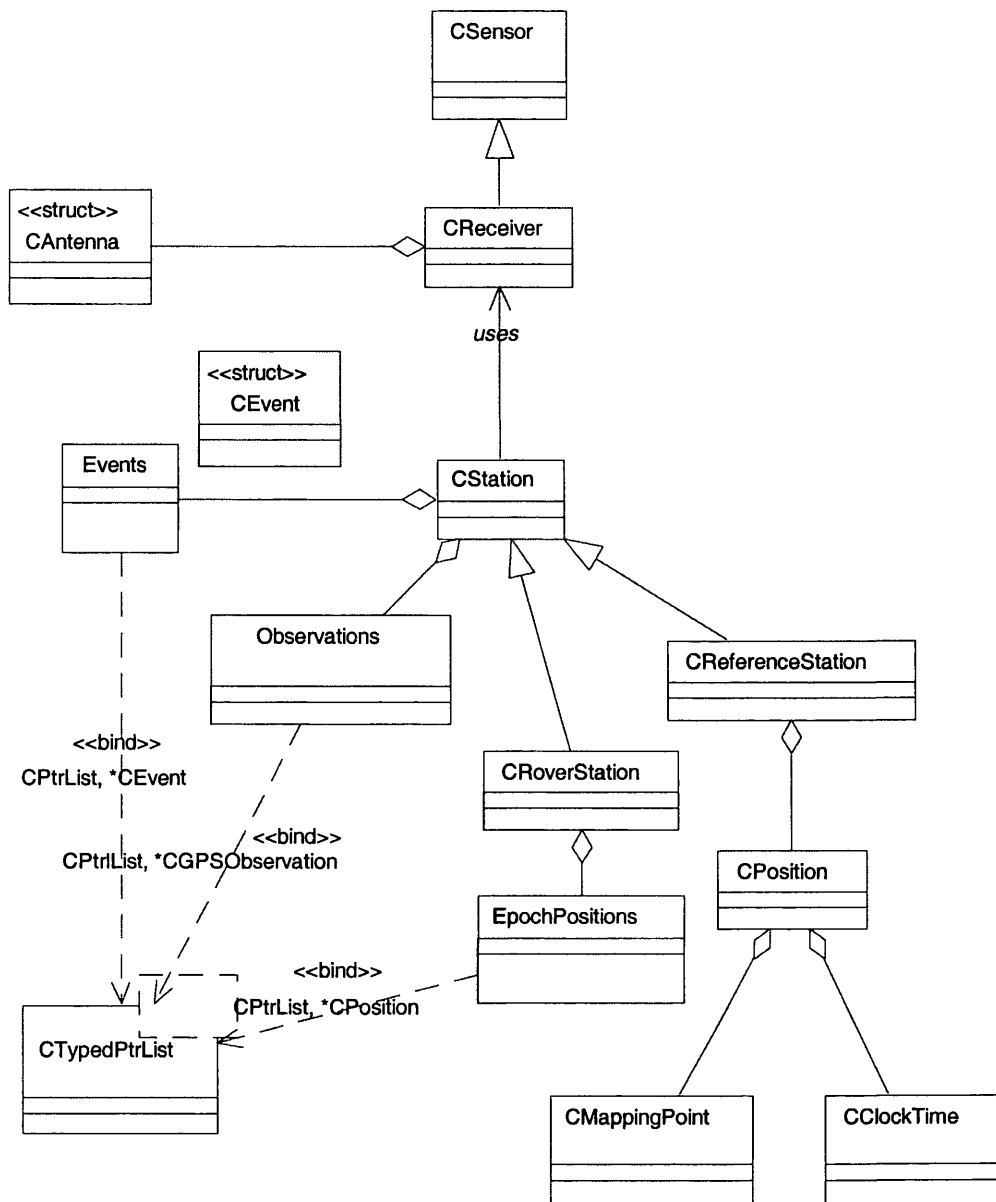 CSensor
<<struct>>
CAntenna
CReceiver
uses
<<struct>>
CEvent
Events
CStation
Observations
CReferenceStation
<<bind>>
CPtrList, *CEvent
CRoverStation
<<bind>>
CPtrlList, *CGPSObservation
CPosition
EpochPositions
<<bind>>
CPtrList, *CPosition
CTypedPtrList
CMappingPoint
CClockTime